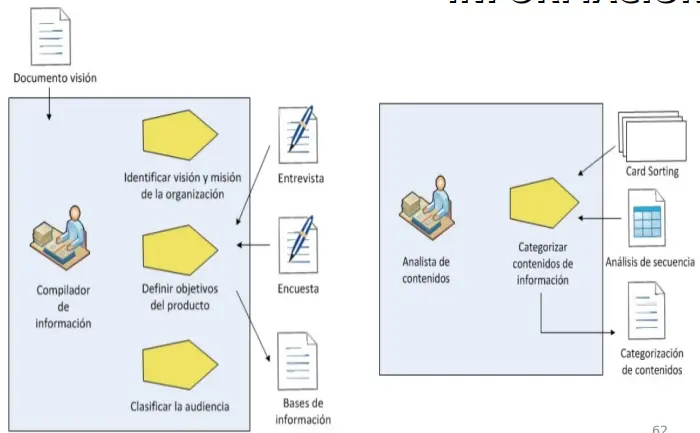 Documento visión
Identificar visión y misión
de la organización
Entrevista
Compilador
de
información
Definir objetivos
del producto
Encuesta
Clasificar la audiencia
Bases de
información
Card Sorting
Analista de
contenidos
Categorizar
contenidos de
información
Análisis de secuencia
Categorización
de contenidos
62